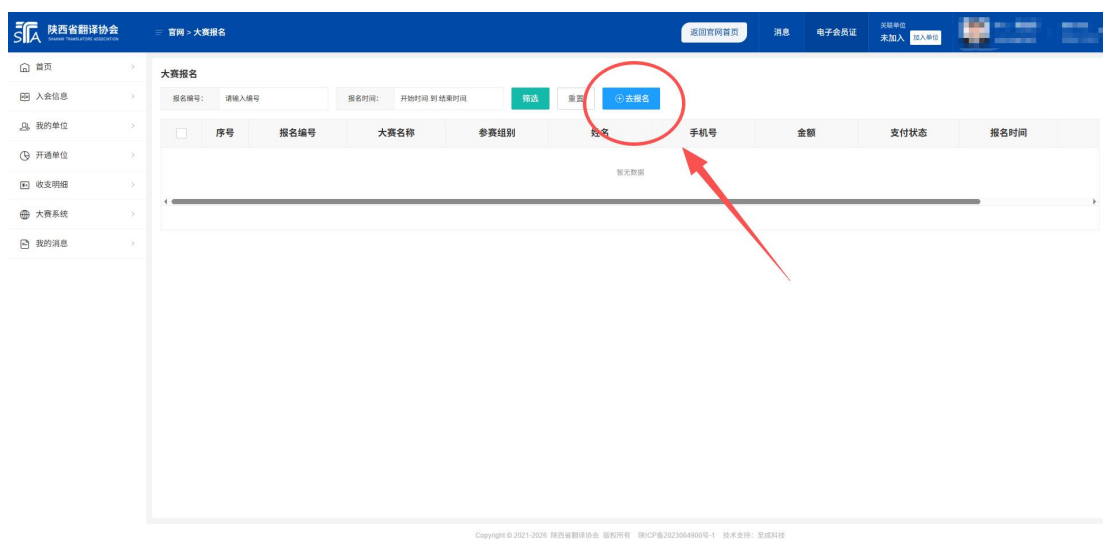 陕西省翻译协会
SHAANXI TRANSLATORS ASSOCIATION
官网 > 大赛报名
返回官网首页
消息
电子会员证
关联单位
未加入 加入单位
首页
入会信息
我的单位
开通单位
收支明细
大赛系统
我的消息
大赛报名
报名编号: 请输入编号 报名时间: 开始时间 到 结束时间 筛选 重置 去报名
序号 报名编号 大赛名称 参赛组别 姓名 手机号 金额 支付状态 报名时间
暂无数据
Copyright © 2021-2026 陕西省翻译协会 版权所有 陕ICP备2023004900号-1 技术支持: 至成科技